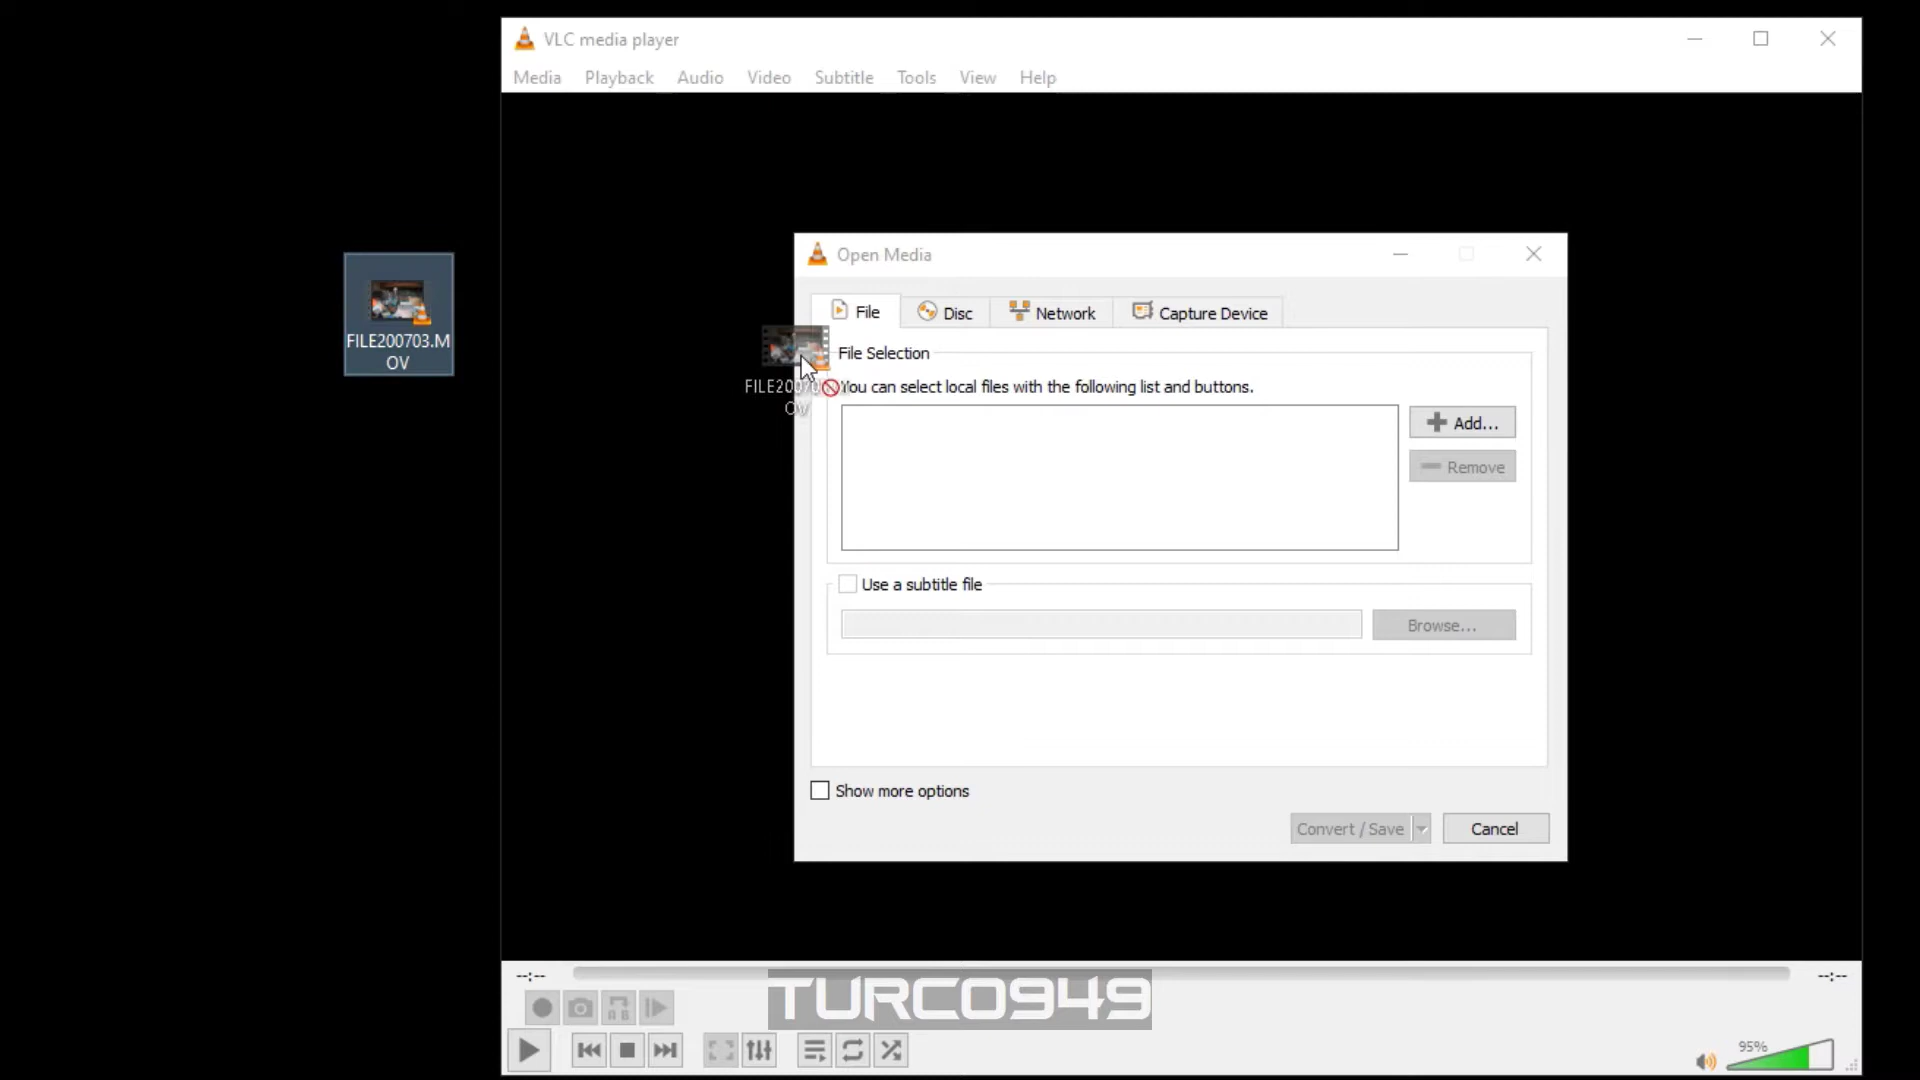 VLC media player
Media Playback Audio Video Subtitle Tools View Help
FILE200703.M
OV
Open Media
File Disc Network Capture Device
File Selection
You can select local files with the following list and buttons.
OV
Add...
Remove
Use a subtitle file
Browse...
Show more options
Convert / Save
Cancel
--:--
--:--
TURCO949
95%